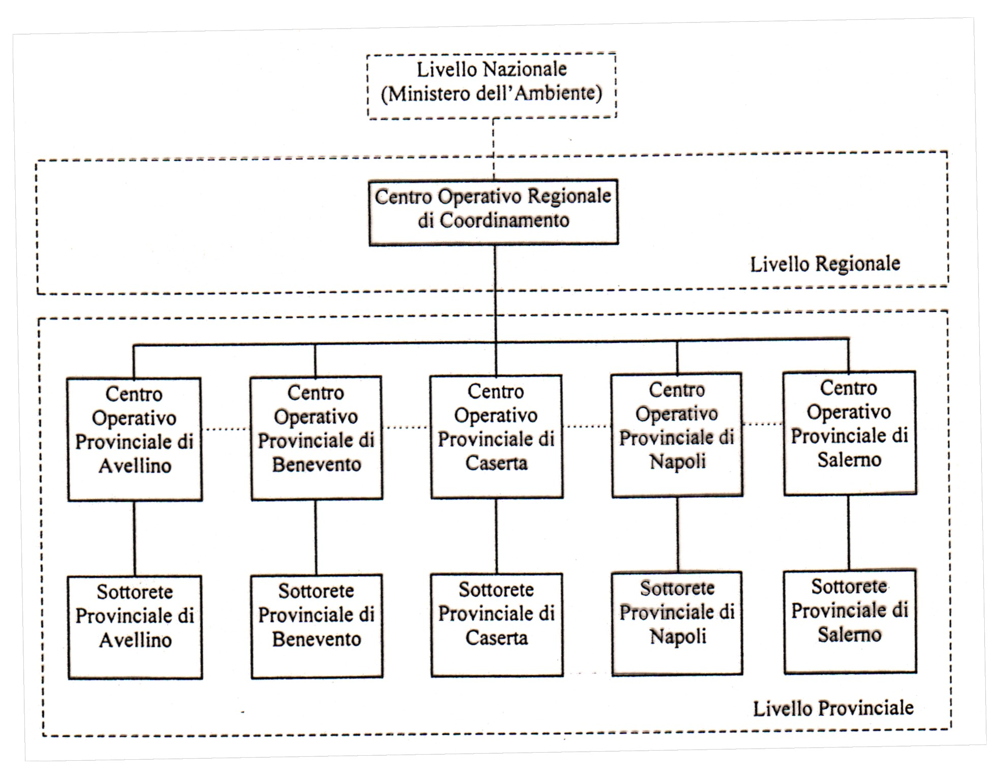 Livello Nazionale
(Ministero dell'Ambiente)
Centro Operativo Regionale
di Coordinamento
Livello Regionale
Centro
Operativo
Provinciale di
Avellino
Centro
Operativo
Provinciale di
Benevento
Centro
Operativo
Provinciale di
Caserta
Centro
Operativo
Provinciale di
Napoli
Centro
Operativo
Provinciale di
Salerno
Sottorete
Provinciale di
Avellino
Sottorete
Provinciale di
Benevento
Sottorete
Provinciale di
Caserta
Sottorete
Provinciale di
Napoli
Sottorete
Provinciale di
Salerno
Livello Provinciale